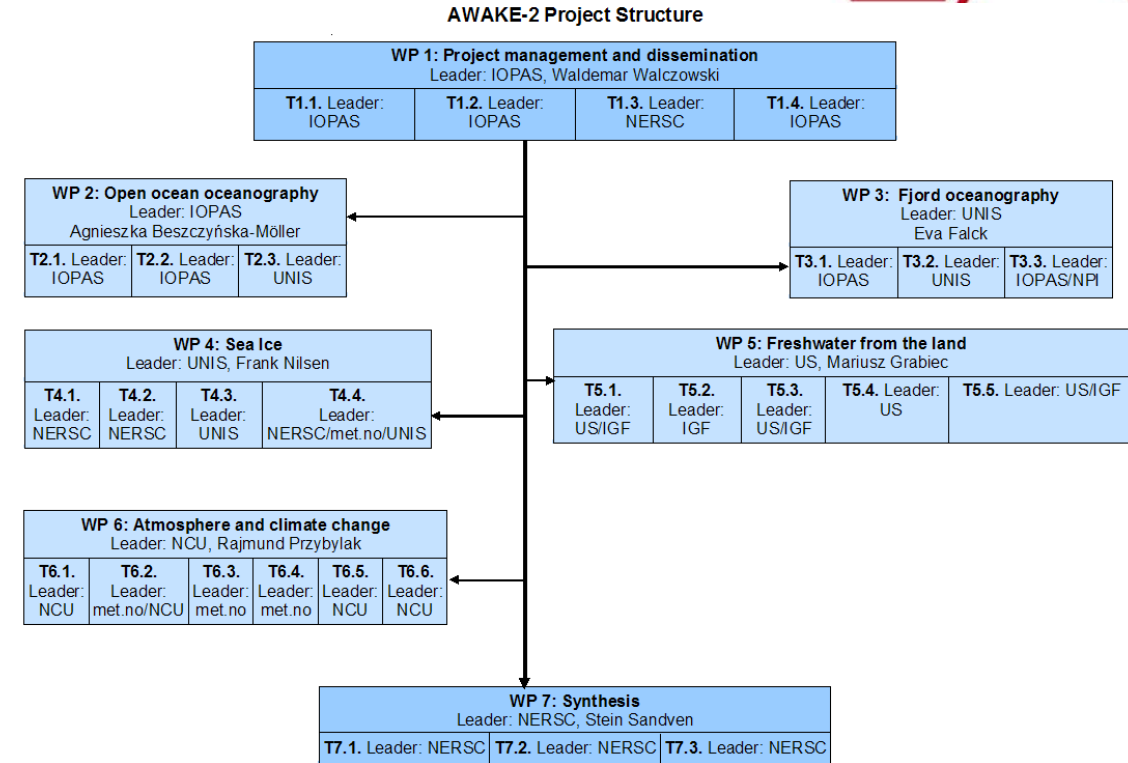 AWAKE-2 Project Structure
WP 1: Project management and dissemination
Leader: IOPAS, Waldemar Walczowski
T1.1. Leader:
IOPAS
T1.2. Leader:
IOPAS
T1.3. Leader:
NERSC
T1.4. Leader:
IOPAS
WP 2: Open ocean oceanography
Leader: IOPAS
Agnieszka Beszczyńska-Möller
T2.1. Leader:
IOPAS
T2.2. Leader:
IOPAS
T2.3. Leader:
UNIS
WP 3: Fjord oceanography
Leader: UNIS
Eva Falck
T3.1. Leader:
IOPAS
T3.2. Leader:
UNIS
T3.3. Leader:
IOPAS/NPI
WP 4: Sea Ice
Leader: UNIS, Frank Nilsen
T4.1.
Leader:
NERSC
T4.2.
Leader:
NERSC
T4.3.
Leader:
UNIS
T4.4.
Leader:
NERSC/met.no/UNIS
WP 5: Freshwater from the land
Leader: US, Mariusz Grabiec
T5.1.
Leader:
US/IGF
T5.2.
Leader:
IGF
T5.3.
Leader:
US/IGF
T5.4. Leader:
US
T5.5. Leader: US/IGF
WP 6: Atmosphere and climate change
Leader: NCU, Rajmund Przybylak
T6.1.
Leader:
NCU
T6.2.
Leader:
met.no/NCU
T6.3.
Leader:
met.no
T6.4.
Leader:
met.no
T6.5.
Leader:
NCU
T6.6.
Leader:
NCU
WP 7: Synthesis
Leader: NERSC, Stein Sandven
T7.1. Leader: NERSC
T7.2. Leader: NERSC
T7.3. Leader: NERSC